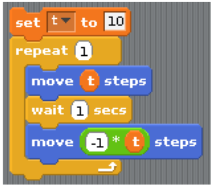 set t to 10
repeat 1
move t steps
wait 1 secs
move -1 * t steps